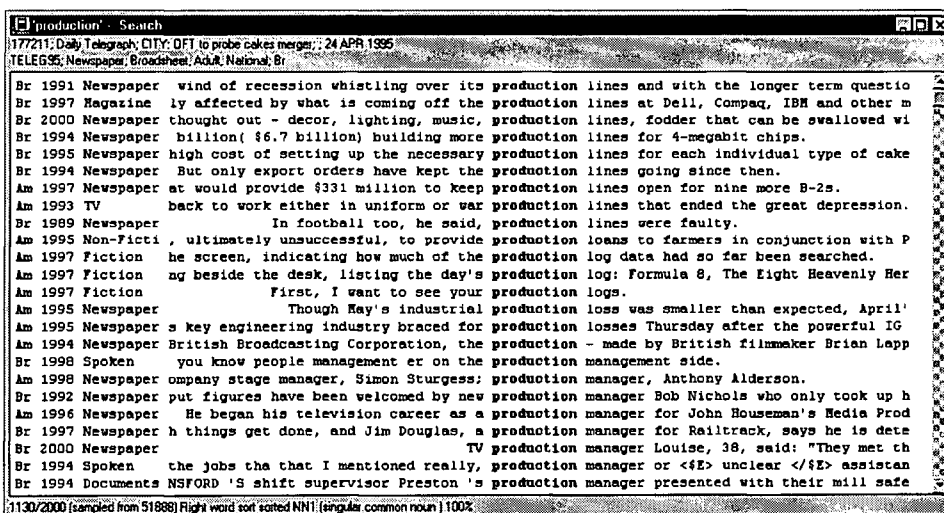 'production' - Search
177211; Daily Telegraph; CITY: OFT to probe cakes merger; ; 24 APR 1995
TELEG95; Newspaper; Broadsheet; Adult; National; Br
Br 1991 Newspaper wind of recession whistling over its production lines and with the longer term questio
Br 1997 Magazine ly affected by what is coming off the production lines at Dell, Compaq, IBM and other m
Br 2000 Newspaper thought out - decor, lighting, music, production lines, fodder that can be swallowed wi
Br 1994 Newspaper billion( $6.7 billion) building more production lines for 4-megabit chips.
Br 1995 Newspaper high cost of setting up the necessary production lines for each individual type of cake
Br 1994 Newspaper But only export orders have kept the production lines going since then.
Am 1997 Newspaper at would provide $331 million to keep production lines open for nine more B-2s.
Am 1993 TV back to work either in uniform or war production lines that ended the great depression.
Br 1989 Newspaper In football too, he said, production lines were faulty.
Am 1995 Non-Ficti , ultimately unsuccessful, to provide production loans to farmers in conjunction with P
Am 1997 Fiction he screen, indicating how much of the production log data had so far been searched.
Am 1997 Fiction ng beside the desk, listing the day's production log: Formula 8, The Eight Heavenly Her
Am 1997 Fiction First, I want to see your production logs.
Am 1995 Newspaper Though May's industrial production loss was smaller than expected, April'
Am 1995 Newspaper s key engineering industry braced for production losses Thursday after the powerful IG
Am 1994 Newspaper British Broadcasting Corporation, the production - made by British filmmaker Brian Lapp
Br 1998 Spoken you know people management er on the production management side.
Am 1998 Newspaper ompany stage manager, Simon Sturgess; production manager, Anthony Alderson.
Br 1992 Newspaper put figures have been welcomed by new production manager Bob Nichols who only took up h
Am 1996 Newspaper He began his television career as a production manager for John Houseman's Media Prod
Br 1997 Newspaper h things get done, and Jim Douglas, a production manager for Railtrack, says he is dete
Br 2000 Newspaper TV production manager Louise, 38, said: "They met th
Br 1994 Spoken the jobs tha that I mentioned really, production manager or <$E> unclear </$E> assistan
Br 1994 Documents NSFORD 'S shift supervisor Preston 's production manager presented with their mill safe
1130/2000 [sampled from 51888] Right word sort sorted NN1 (singular common noun ) 100%